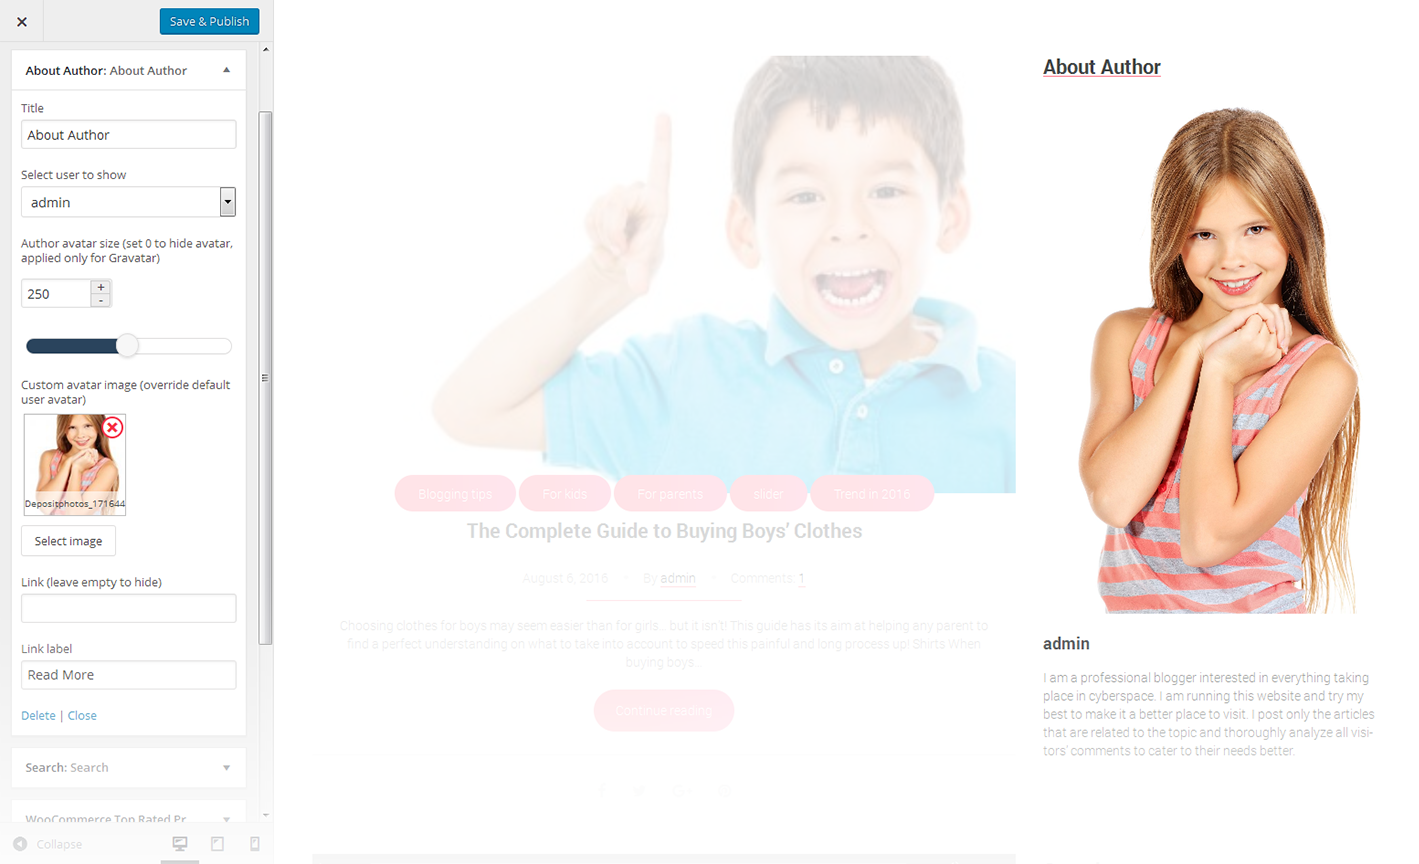 Save & Publish
About Author: About Author
Title
About Author
Select user to show
admin
Author avatar size (set 0 to hide avatar,
applied only for Gravatar)
250
+
-
Custom avatar image (override default
user avatar)
Depositphotos_171644
Select image
Link (leave empty to hide)
Link label
Read More
Delete | Close
Search: Search
WooCommerce Top Rated Pr
Collapse
Blogging tips
For kids
For parents
slider
Trend in 2016
The Complete Guide to Buying Boys' Clothes
August 6, 2016
By admin
Comments: 1
Choosing clothes for boys may seem easier than for girls... but it isn't! This guide has its aim at helping any parent to
find a perfect understanding on what to take into account to speed this painful and long process up! Shirts When
buying boys...
Continue reading
About Author
admin
I am a professional blogger interested in everything taking
place in cyberspace. I am running this website and try my
best to make it a better place to visit. I post only the articles
that are related to the topic and thoroughly analyze all visi-
tors' comments to cater to their needs better.